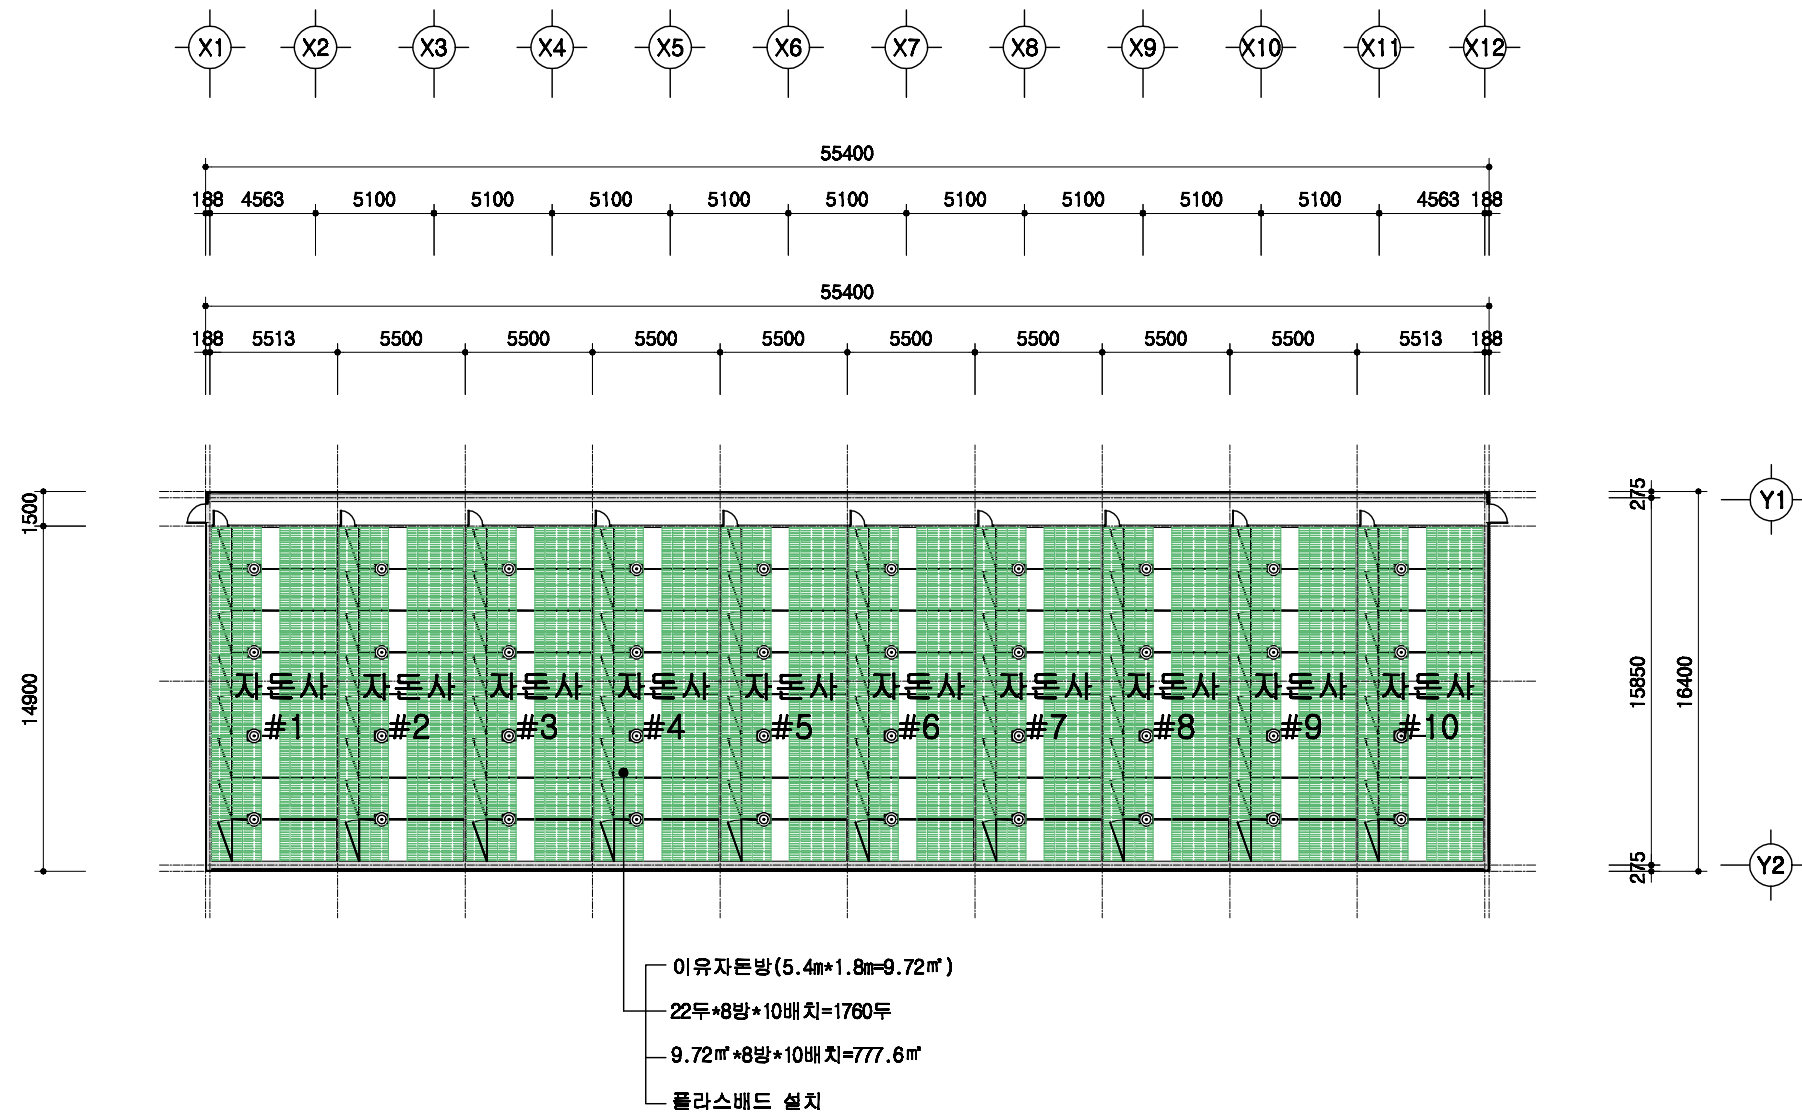 X1 X2 X3 X4 X5 X6 X7 X8 X9 X10 X11 X12
55400
188 4563 5100 5100 5100 5100 5100 5100 5100 5100 5100 4563 188
55400
188 5513 5500 5500 5500 5500 5500 5500 5500 5500 5513 188
1500
14900
275
15850
275
16400
Y1
Y2
자돈사 자돈사 자돈사 자돈사 자돈사 자돈사 자돈사 자돈사 자돈사 자돈사
#1 #2 #3 #4 #5 #6 #7 #8 #9 #10
이유자돈방(5.4m*1.8m=9.72㎡)
22두*8방*10배치=1760두
9.72㎡*8방*10배치=777.6㎡
플라스배드 설치